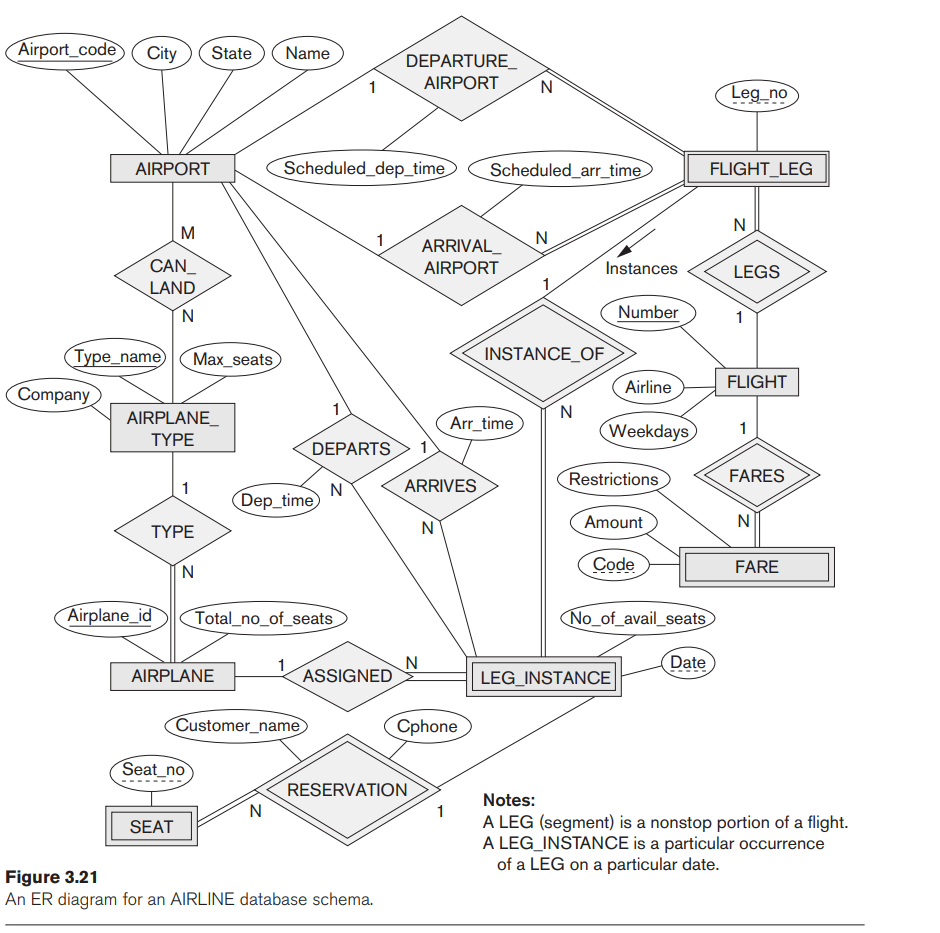 Airport_code
City
State
Name
DEPARTURE_
AIRPORT
1
N
Leg_no
Scheduled_dep_time
Scheduled_arr_time
AIRPORT
FLIGHT_LEG
M
CAN_
LAND
N
1
ARRIVAL_
AIRPORT
N
Instances
N
LEGS
1
1
INSTANCE_OF
N
Number
Airline
Weekdays
FLIGHT
Type_name
Max_seats
Company
AIRPLANE_
TYPE
1
DEPARTS
N
Dep_time
Arr_time
1
ARRIVES
N
1
FARES
N
Restrictions
Amount
Code
FARE
1
TYPE
N
Airplane_id
Total_no_of_seats
No_of_avail_seats
Date
AIRPLANE
1
ASSIGNED
N
LEG_INSTANCE
Customer_name
Cphone
Seat_no
RESERVATION
N
1
SEAT
Notes:
A LEG (segment) is a nonstop portion of a flight.
A LEG_INSTANCE is a particular occurrence
of a LEG on a particular date.
Figure 3.21
An ER diagram for an AIRLINE database schema.